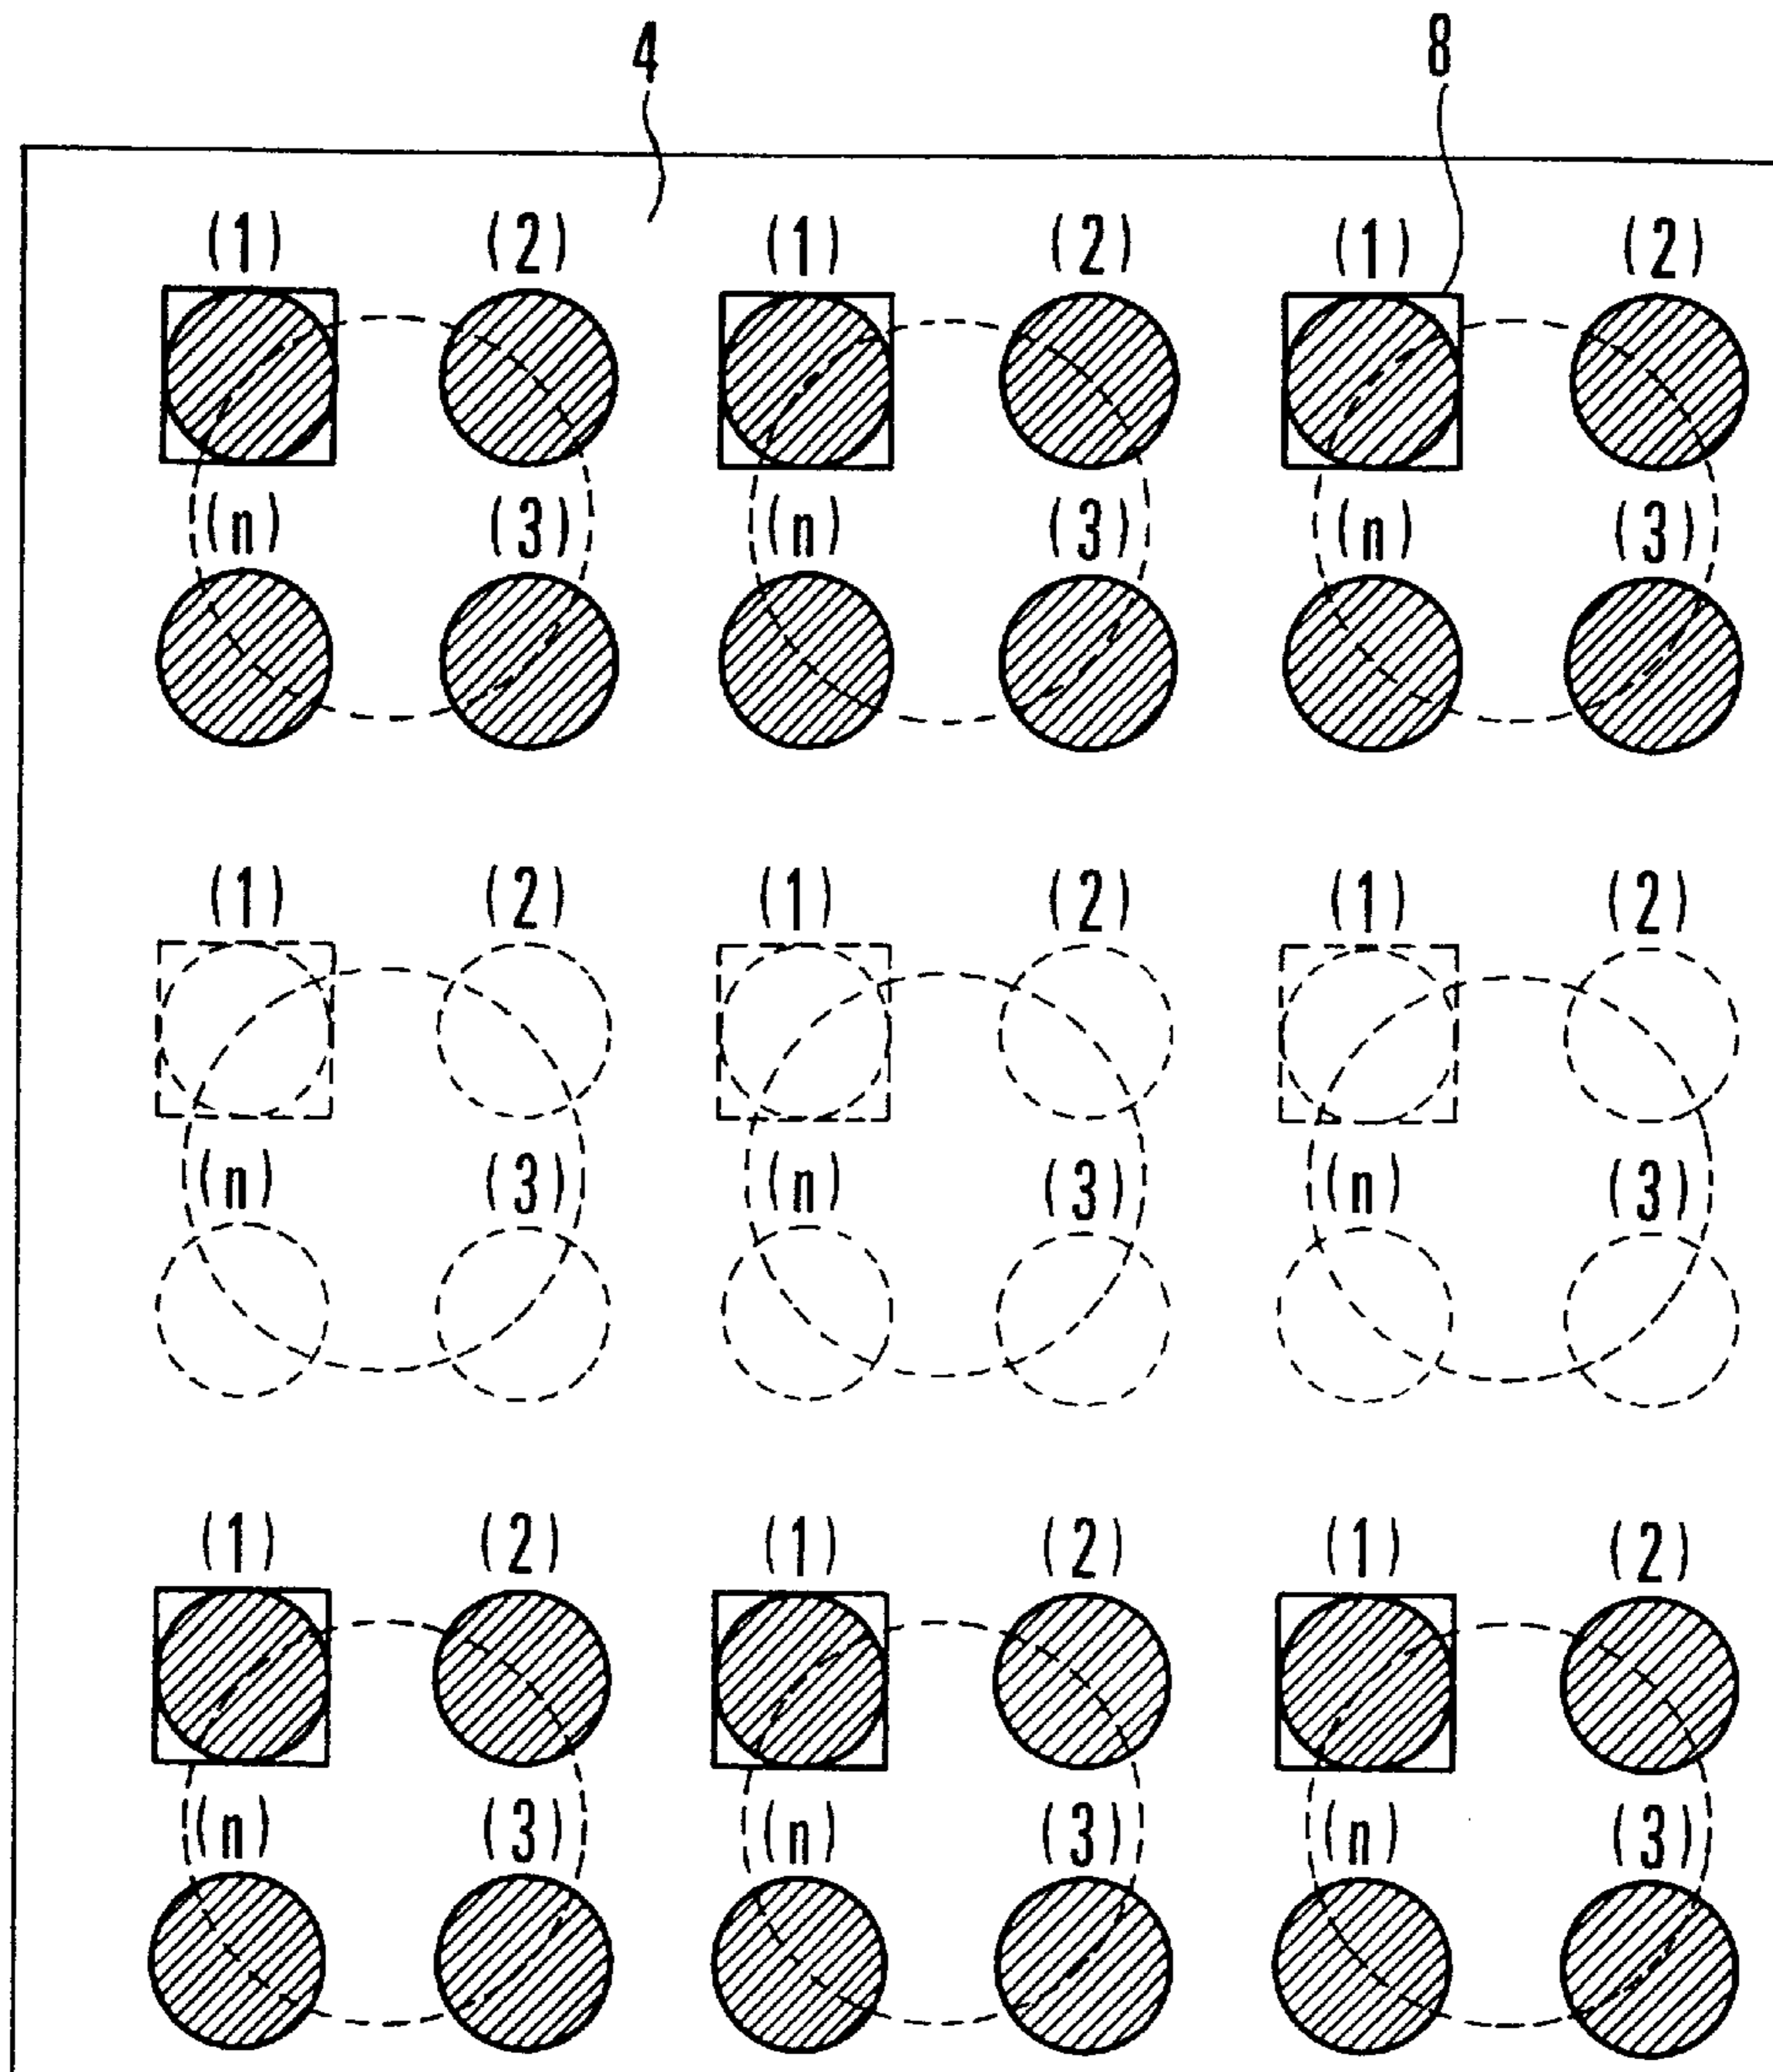 4 8
(1) (2) (1) (2) (1) (2)
(n) (3) (n) (3) (n) (3)
(1) (2) (1) (2) (1) (2)
(n) (3) (n) (3) (n) (3)
(1) (2) (1) (2) (1) (2)
(n) (3) (n) (3) (n) (3)